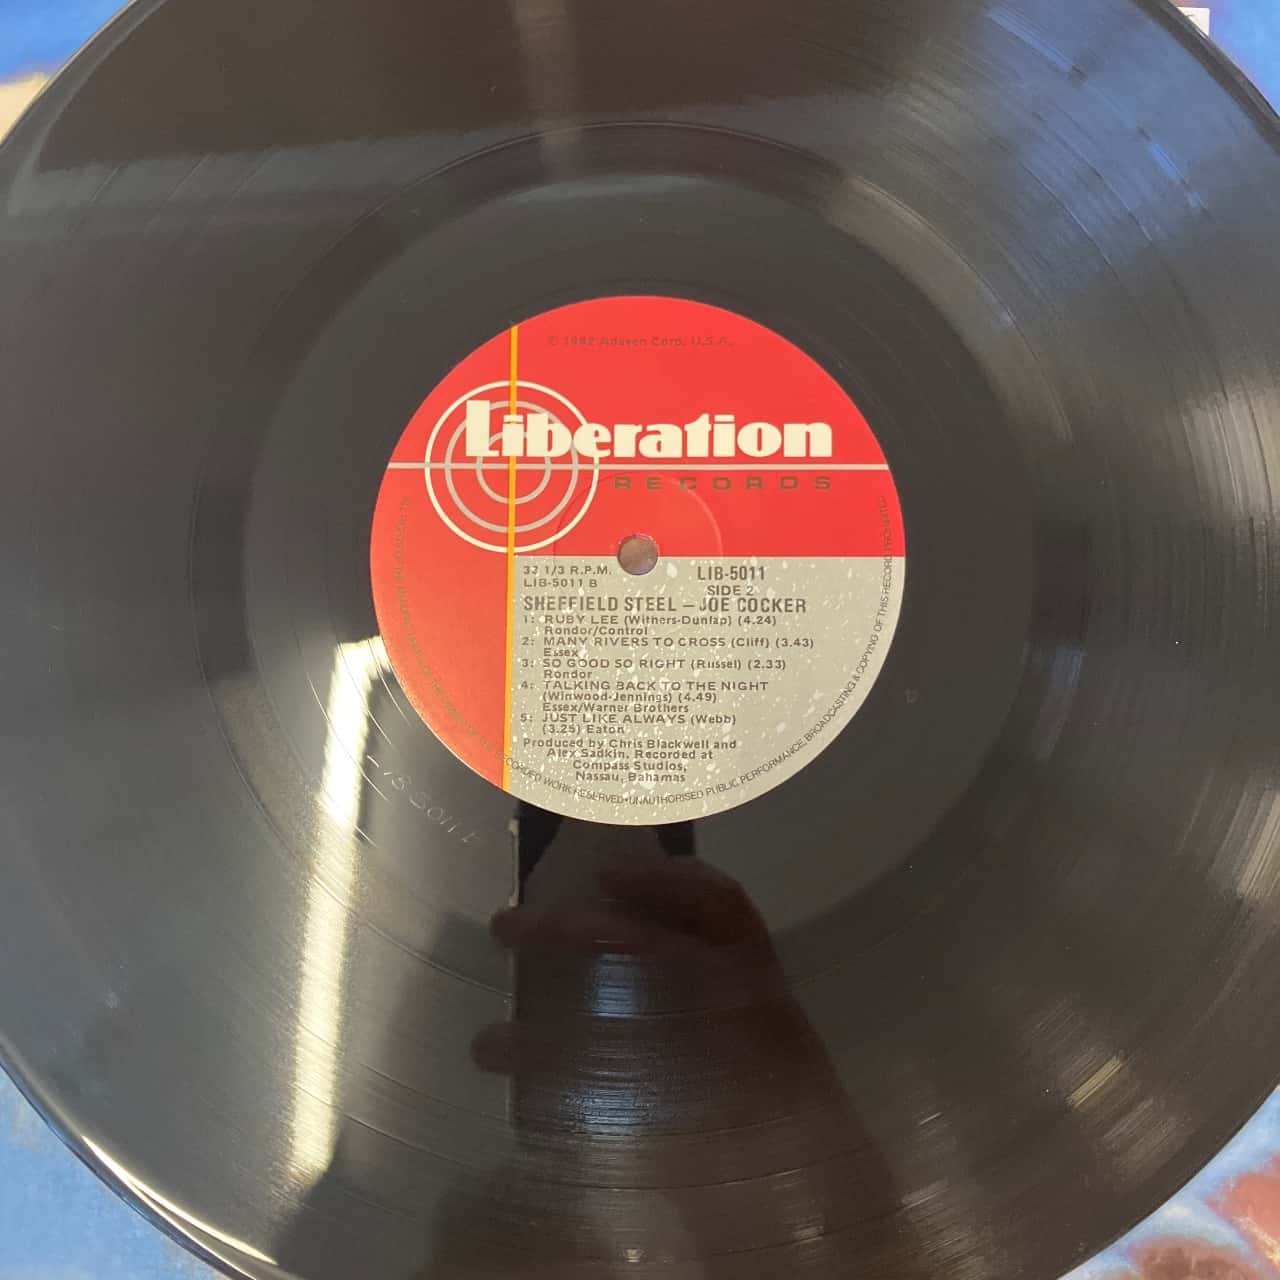 ℗ 1982 Adaven Corp. U.S.A.
Liberation
RECORDS
33 1/3 R.P.M.
LIB-5011
LIB-5011 B
SIDE 2
SHEFFIELD STEEL – JOE COCKER
1: RUBY LEE (Withers-Dunlap) (4.24)
Rondor/Control
2: MANY RIVERS TO CROSS (Cliff) (3.43)
Essex
3: SO GOOD SO RIGHT (Russel) (2.33)
Rondor
4: TALKING BACK TO THE NIGHT
(Winwood-Jennings) (4.49)
Essex/Warner Brothers
5: JUST LIKE ALWAYS (Webb)
(3.25) Eaton
Produced by Chris Blackwell and
Alex Sadkin. Recorded at
Compass Studios,
Nassau, Bahamas
RECORDED WORK RESERVED • UNAUTHORISED PUBLIC PERFORMANCE, BROADCASTING & COPYING OF THIS RECORD PROHIBITED